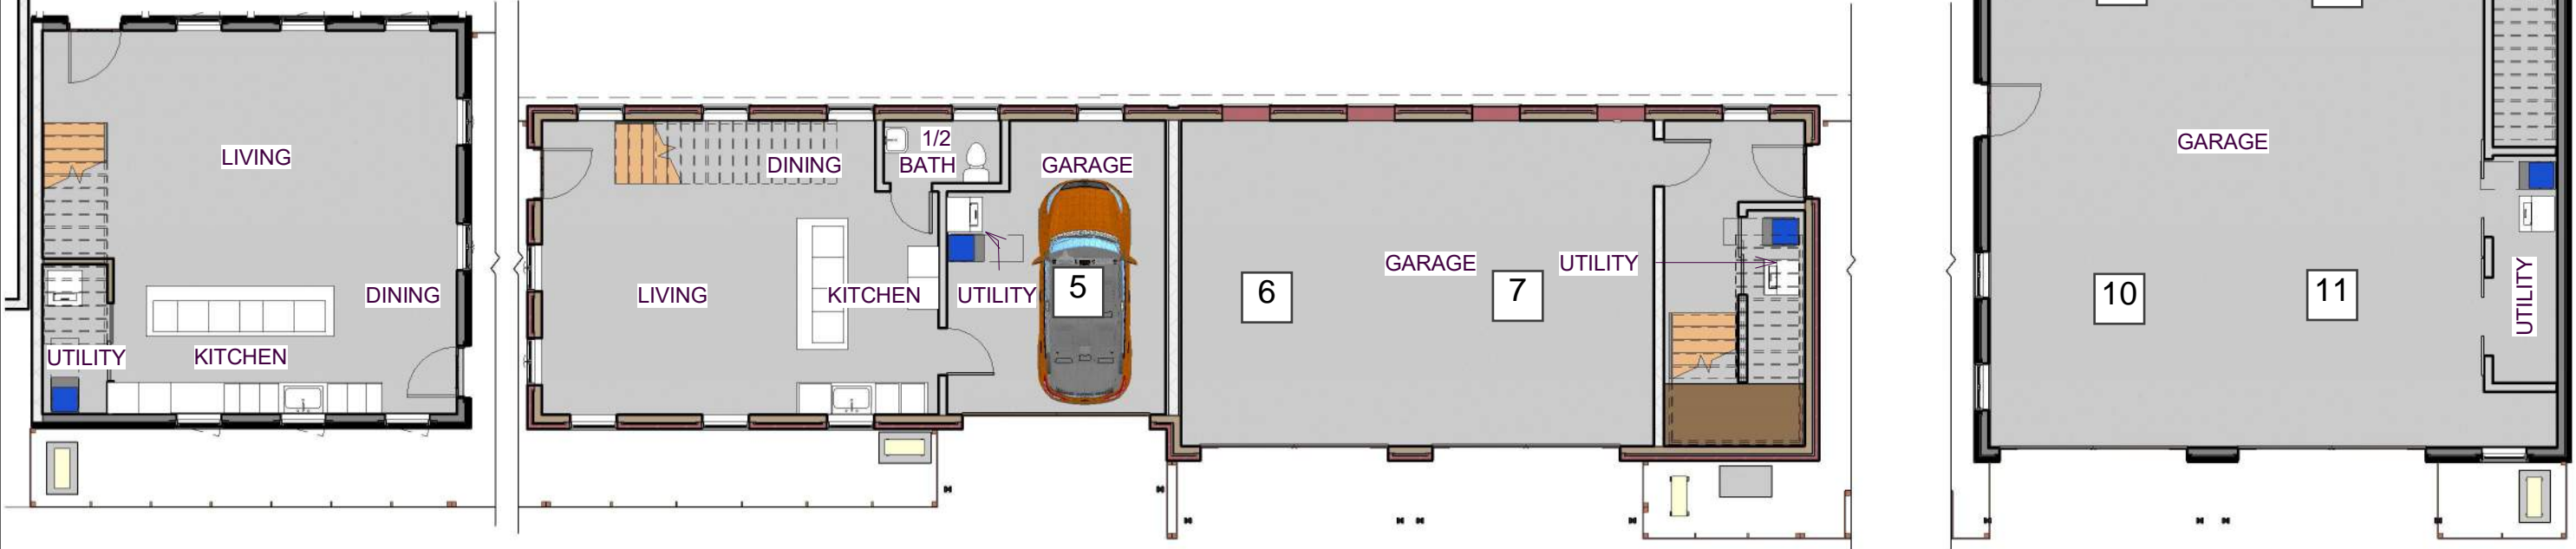 LIVING
DINING
UTILITY
KITCHEN
DINING
1/2
BATH
GARAGE
LIVING
KITCHEN
UTILITY
5
6
GARAGE
7
UTILITY
GARAGE
10
11
UTILITY